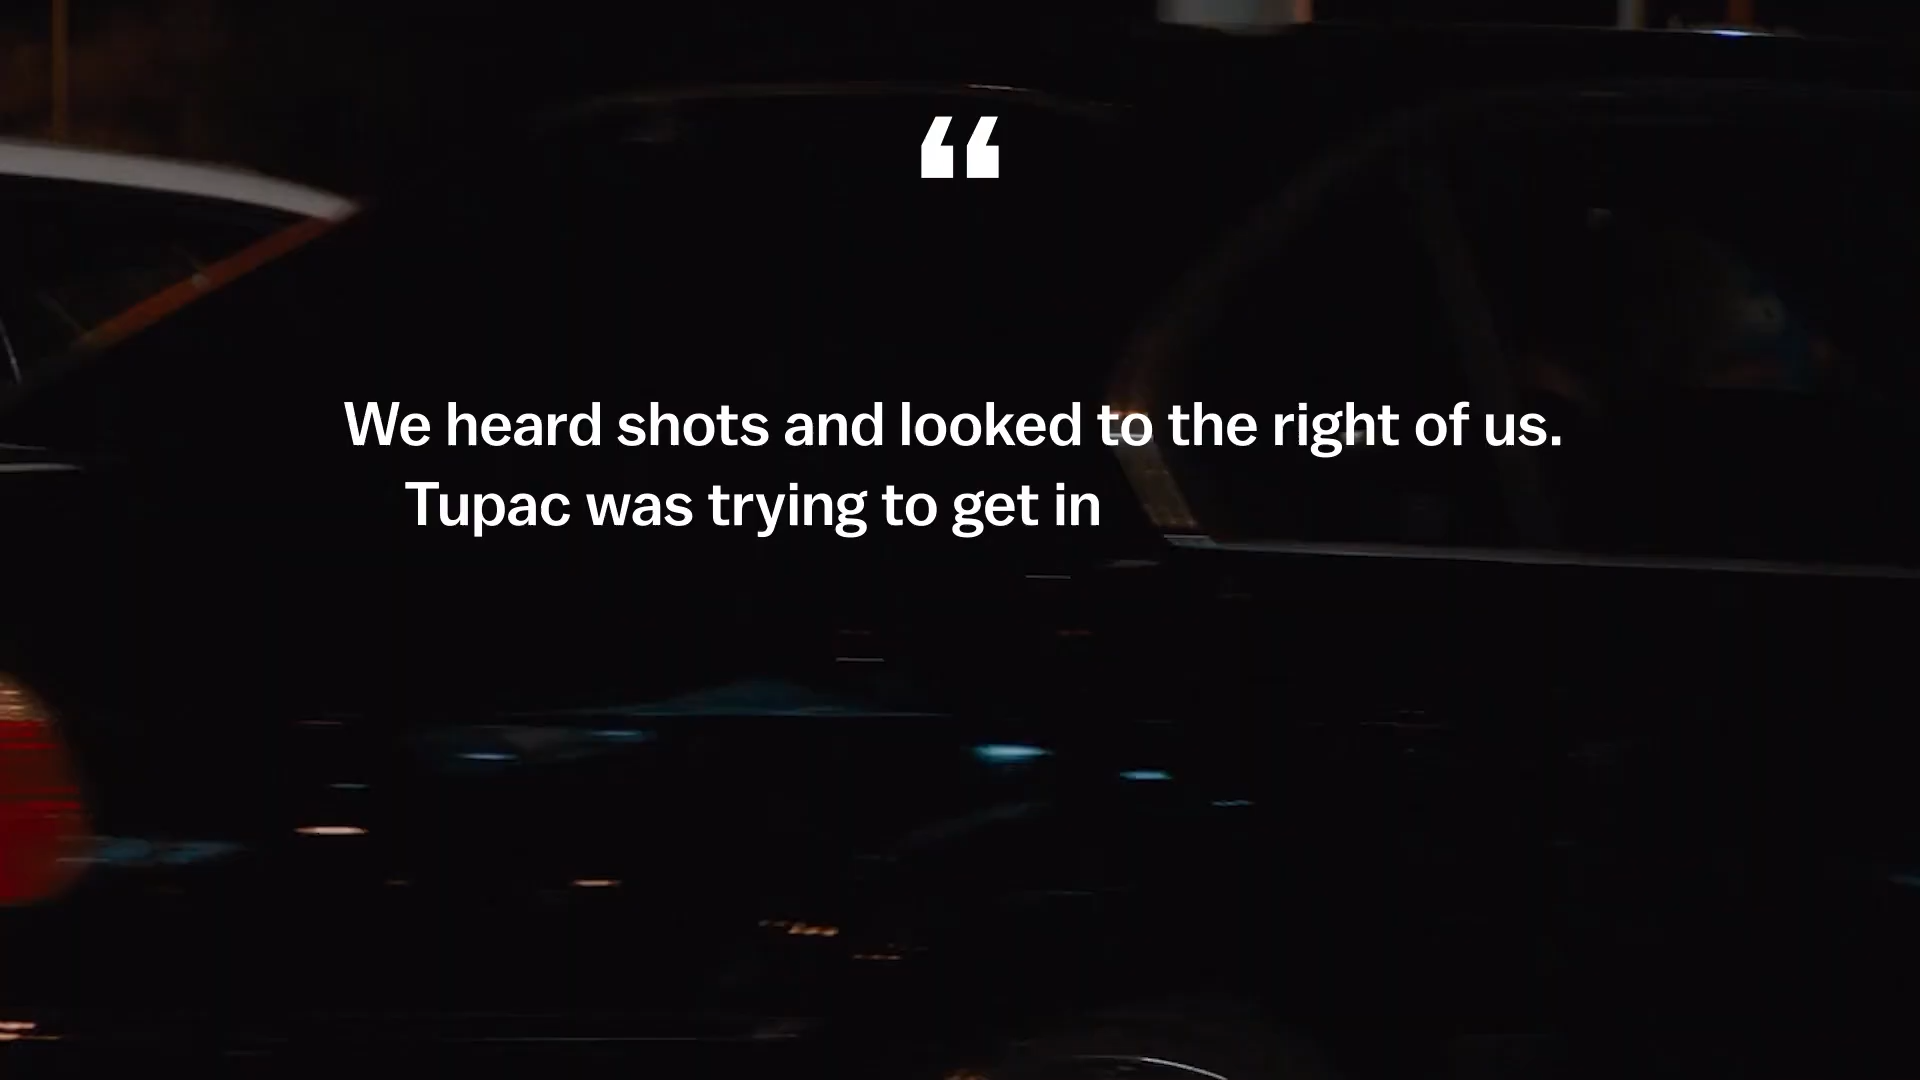 “
We heard shots and looked to the right of us.
Tupac was trying to get in